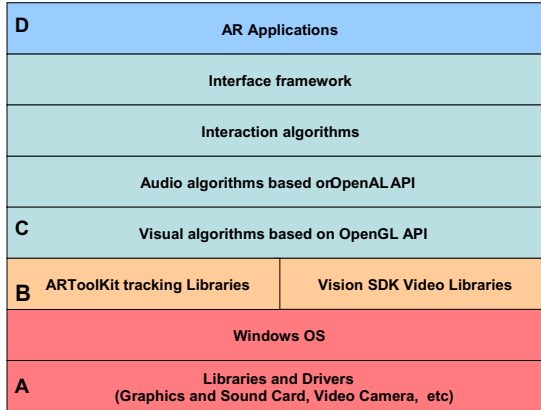 D
AR Applications
Interface framework
Interaction algorithms
Audio algorithms based onOpenAL API
C
Visual algorithms based on OpenGL API
B
ARToolKit tracking Libraries
Vision SDK Video Libraries
Windows OS
A
Libraries and Drivers
(Graphics and Sound Card, Video Camera, etc)